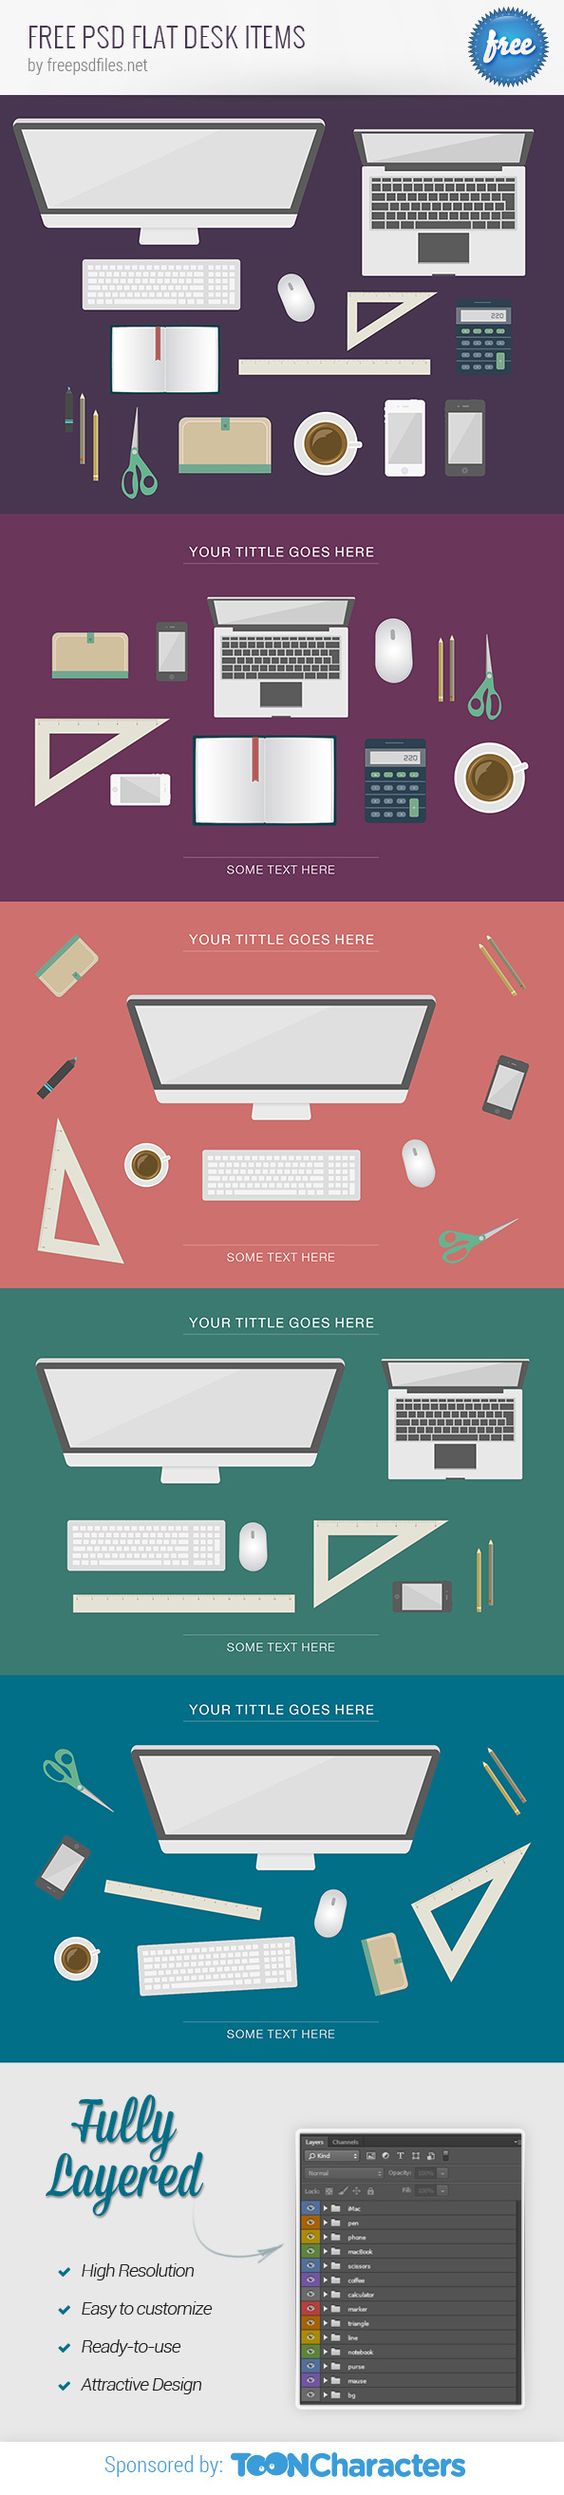 FREE PSD FLAT DESK ITEMS
by freepsdfiles.net
free
220
YOUR TITTLE GOES HERE
220
SOME TEXT HERE
YOUR TITTLE GOES HERE
SOME TEXT HERE
YOUR TITTLE GOES HERE
SOME TEXT HERE
YOUR TITTLE GOES HERE
SOME TEXT HERE
Fully
Layered
High Resolution
Easy to customize
Ready-to-use
Attractive Design
Layers Channels
Kind
Normal Opacity: 100%
Lock: Fill: 100%
iMac
pen
phone
macBook
scissors
coffee
calculator
marker
triangle
line
notebook
purse
mause
bg
Sponsored by: TOONCharacters